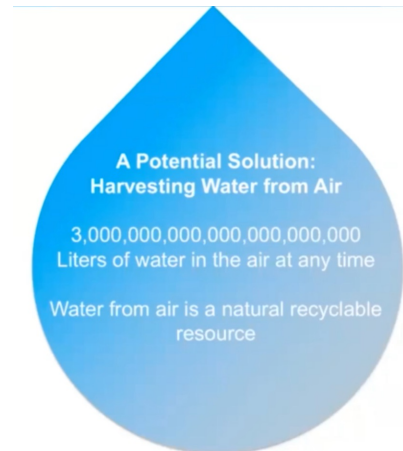 A Potential Solution:
Harvesting Water from Air
3,000,000,000,000,000,000,000
Liters of water in the air at any time
Water from air is a natural recyclable
resource